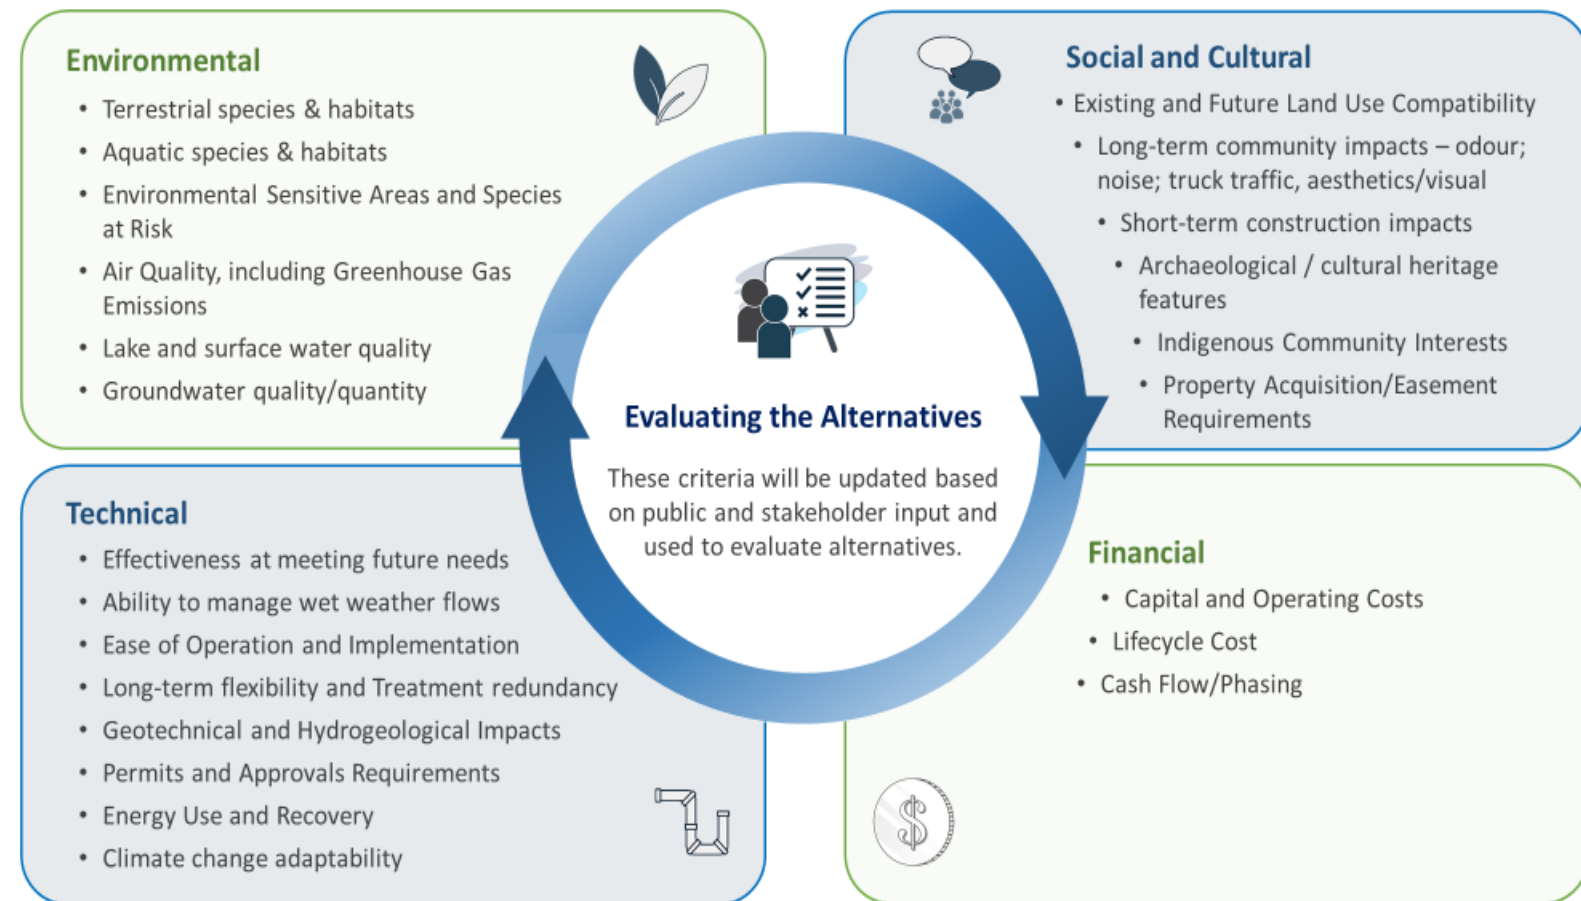 Environmental
• Terrestrial species & habitats
• Aquatic species & habitats
• Environmental Sensitive Areas and Species
at Risk
• Air Quality, including Greenhouse Gas
Emissions
• Lake and surface water quality
• Groundwater quality/quantity
Social and Cultural
• Existing and Future Land Use Compatibility
• Long-term community impacts – odour;
noise; truck traffic, aesthetics/visual
• Short-term construction impacts
• Archaeological / cultural heritage
features
• Indigenous Community Interests
• Property Acquisition/Easement
Requirements
Evaluating the Alternatives
These criteria will be updated based
on public and stakeholder input and
used to evaluate alternatives.
Technical
• Effectiveness at meeting future needs
• Ability to manage wet weather flows
• Ease of Operation and Implementation
• Long-term flexibility and Treatment redundancy
• Geotechnical and Hydrogeological Impacts
• Permits and Approvals Requirements
• Energy Use and Recovery
• Climate change adaptability
Financial
• Capital and Operating Costs
• Lifecycle Cost
• Cash Flow/Phasing
$